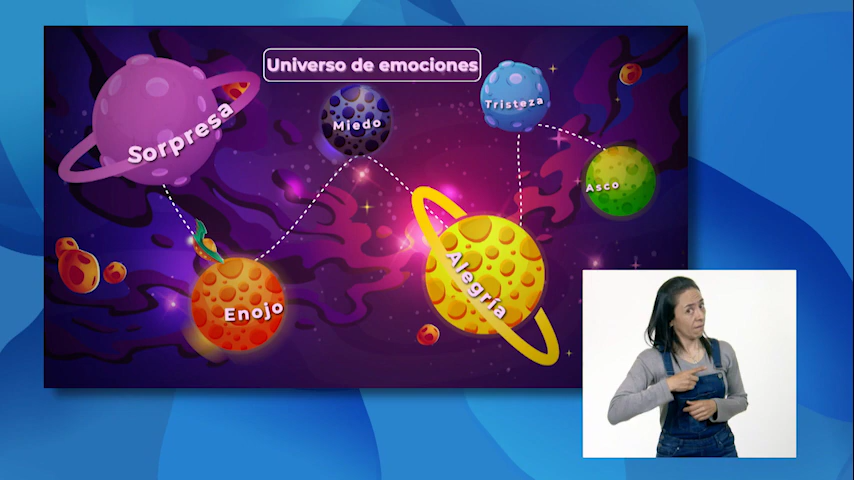 Universo de emociones
Sorpresa
Miedo
Tristeza
Asco
Enojo
Alegría